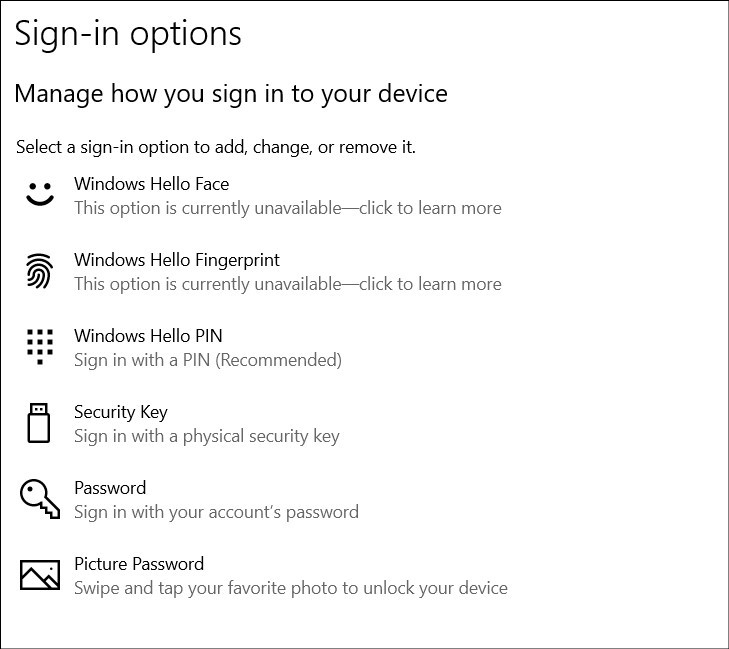 Sign-in options
Manage how you sign in to your device
Select a sign-in option to add, change, or remove it.
Windows Hello Face
This option is currently unavailable—click to learn more
Windows Hello Fingerprint
This option is currently unavailable—click to learn more
Windows Hello PIN
Sign in with a PIN (Recommended)
Security Key
Sign in with a physical security key
Password
Sign in with your account’s password
Picture Password
Swipe and tap your favorite photo to unlock your device